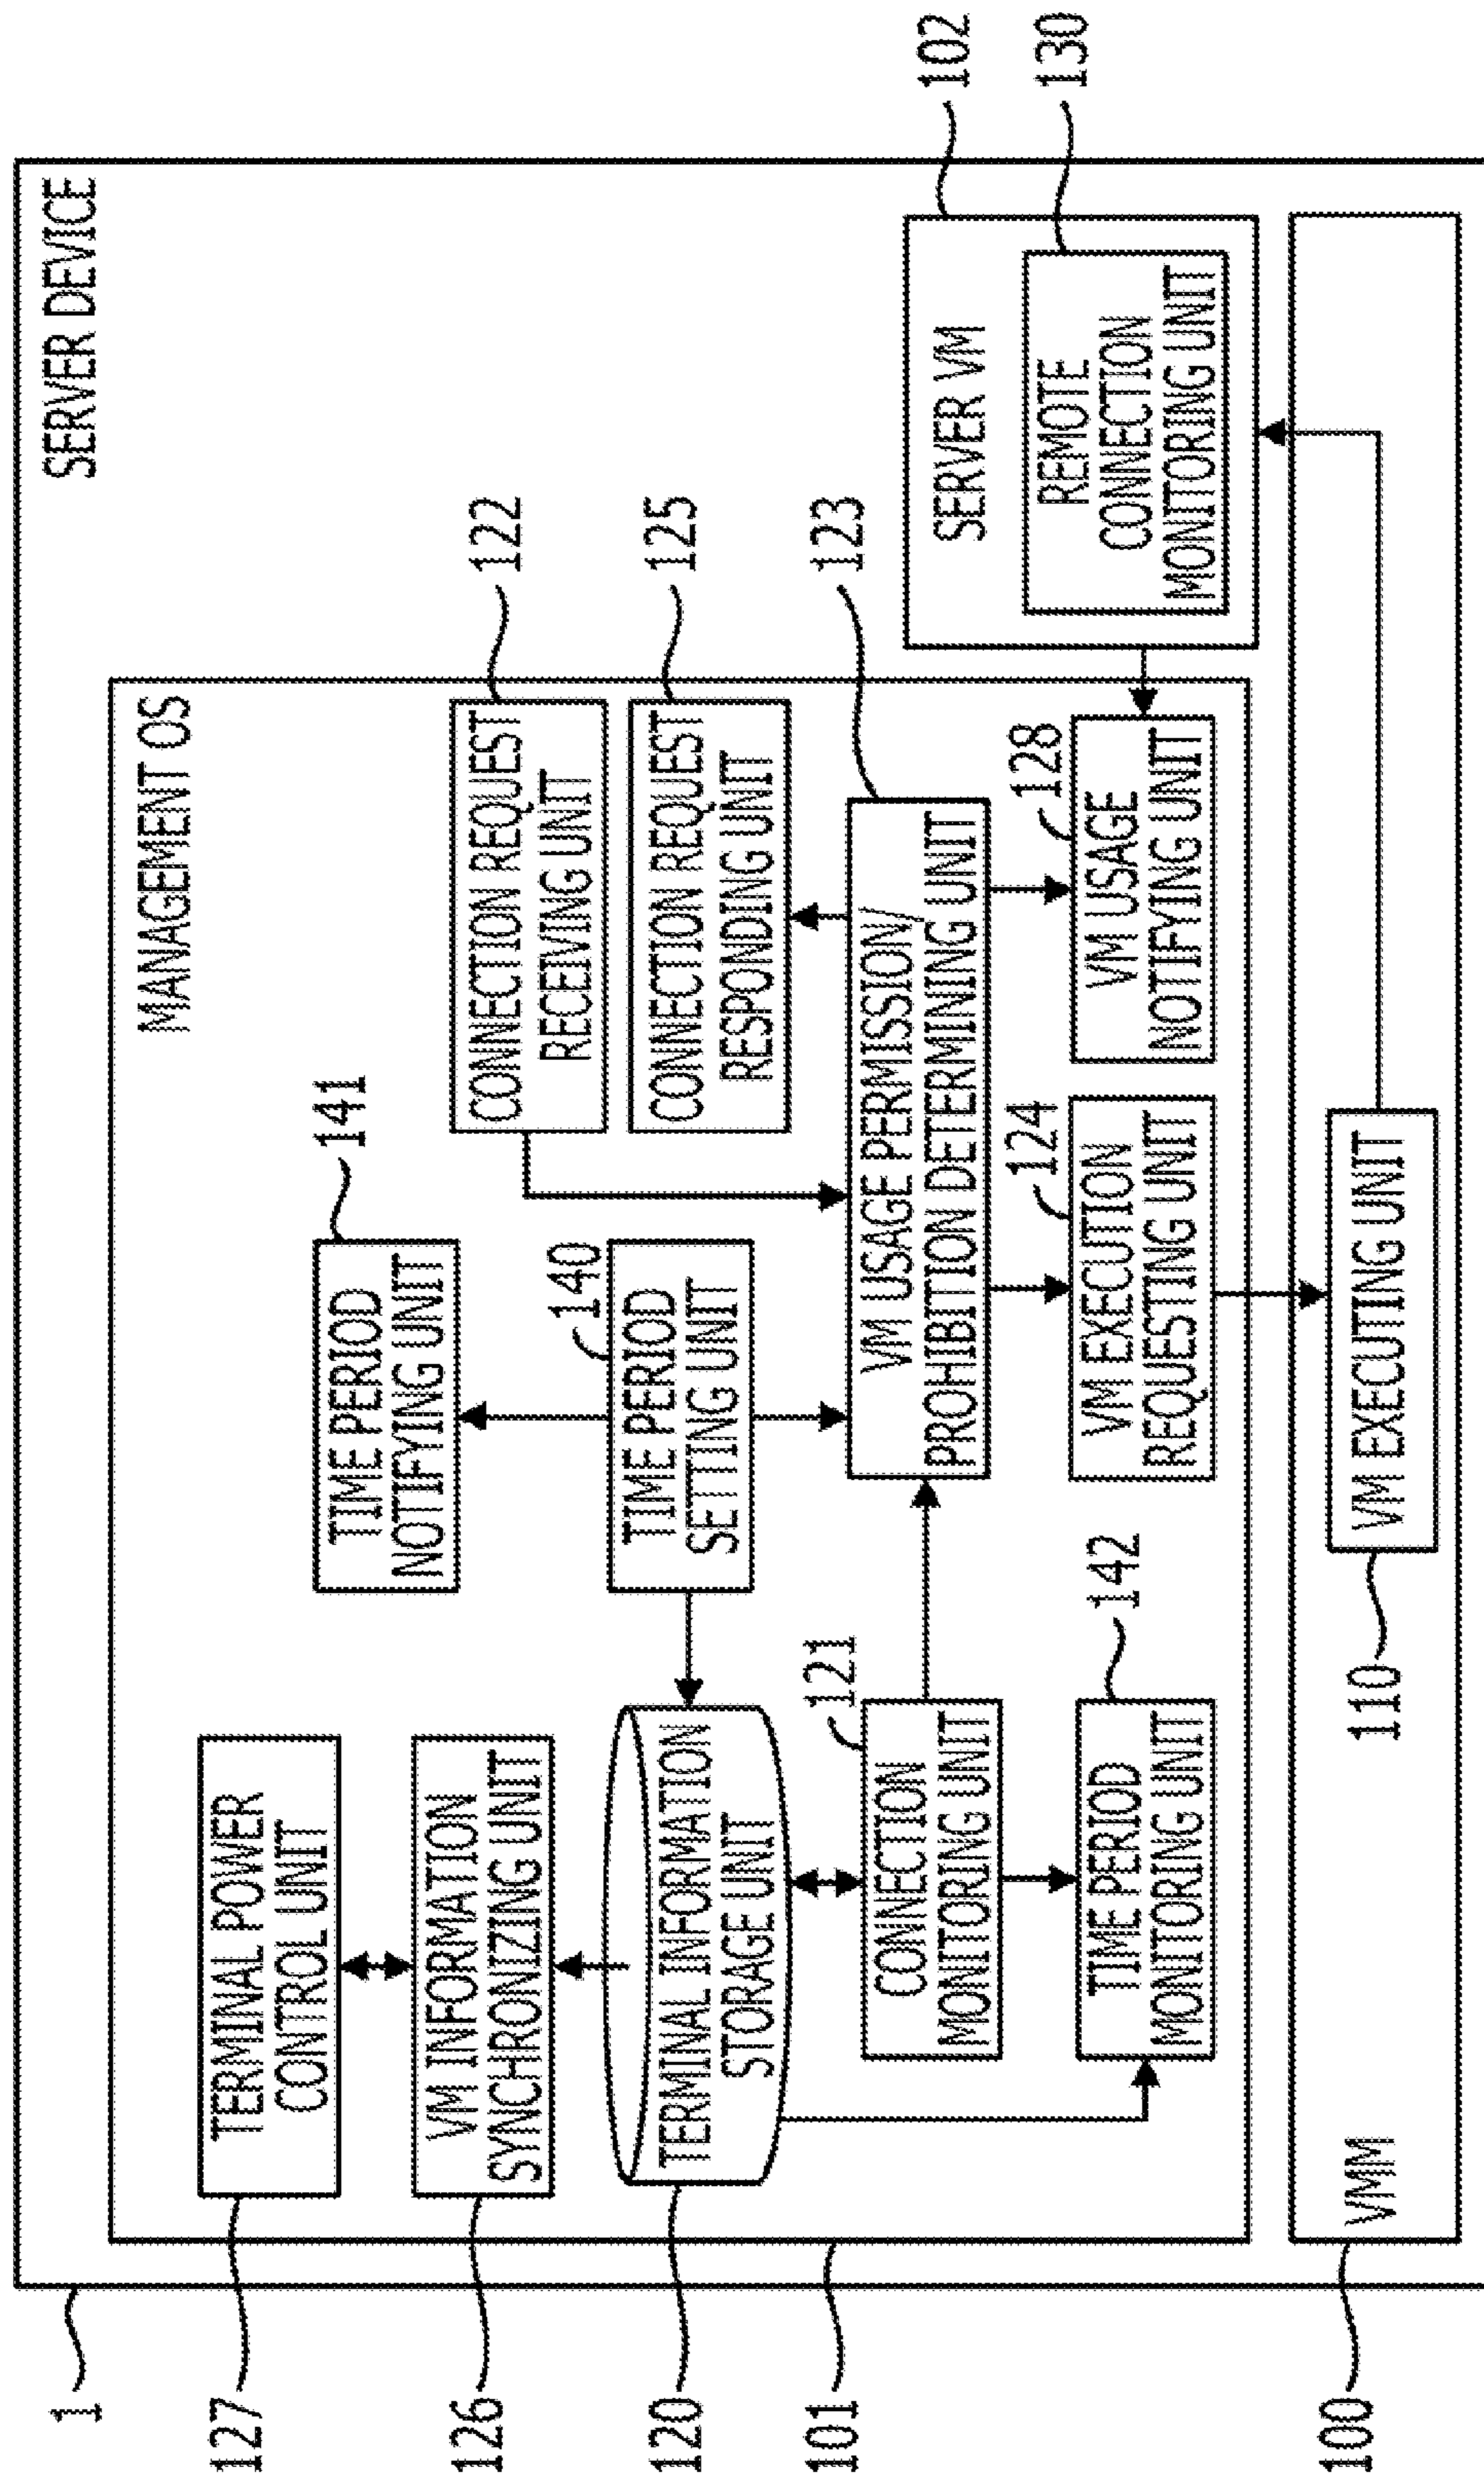 1
SERVER DEVICE
MANAGEMENT OS
127
TERMINAL POWER
CONTROL UNIT
141
TIME PERIOD
NOTIFYING UNIT
126
VM INFORMATION
SYNCHRONIZING UNIT
122
CONNECTION REQUEST
RECEIVING UNIT
120
TERMINAL INFORMATION
STORAGE UNIT
140
TIME PERIOD
SETTING UNIT
125
CONNECTION REQUEST
RESPONDING UNIT
121
CONNECTION
MONITORING UNIT
123
VM USAGE PERMISSION/
PROHIBITION DETERMINING UNIT
102
SERVER VM
130
REMOTE
CONNECTION
MONITORING UNIT
101
142
TIME PERIOD
MONITORING UNIT
124
VM EXECUTION
REQUESTING UNIT
128
VM USAGE
NOTIFYING UNIT
100
VMM
110
VM EXECUTING UNIT